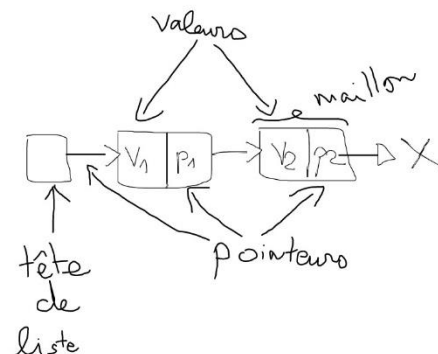 valeurs
maillon
V1 p1 V2 p2 X
tête
de
liste
pointeurs